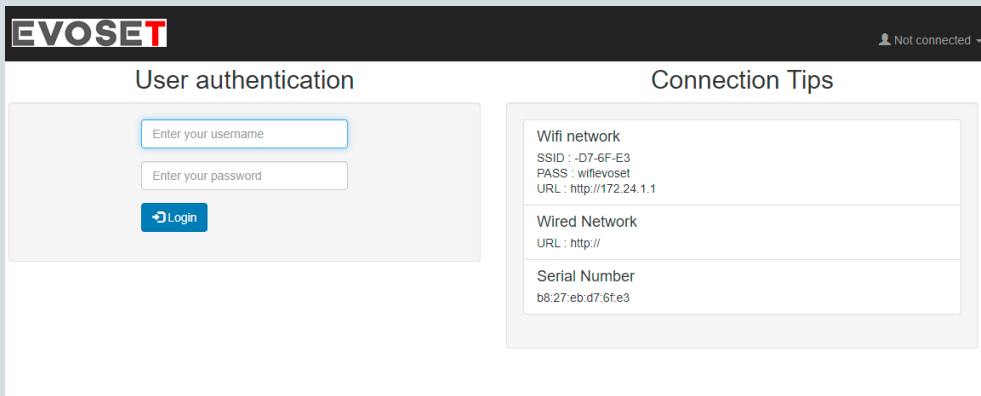 EVOSET
Not connected
User authentication
Enter your username
Enter your password
Login
Connection Tips
Wifi network
SSID : -D7-6F-E3
PASS : wifievoset
URL : http://172.24.1.1
Wired Network
URL : http://
Serial Number
b8:27:eb:d7:6f:e3